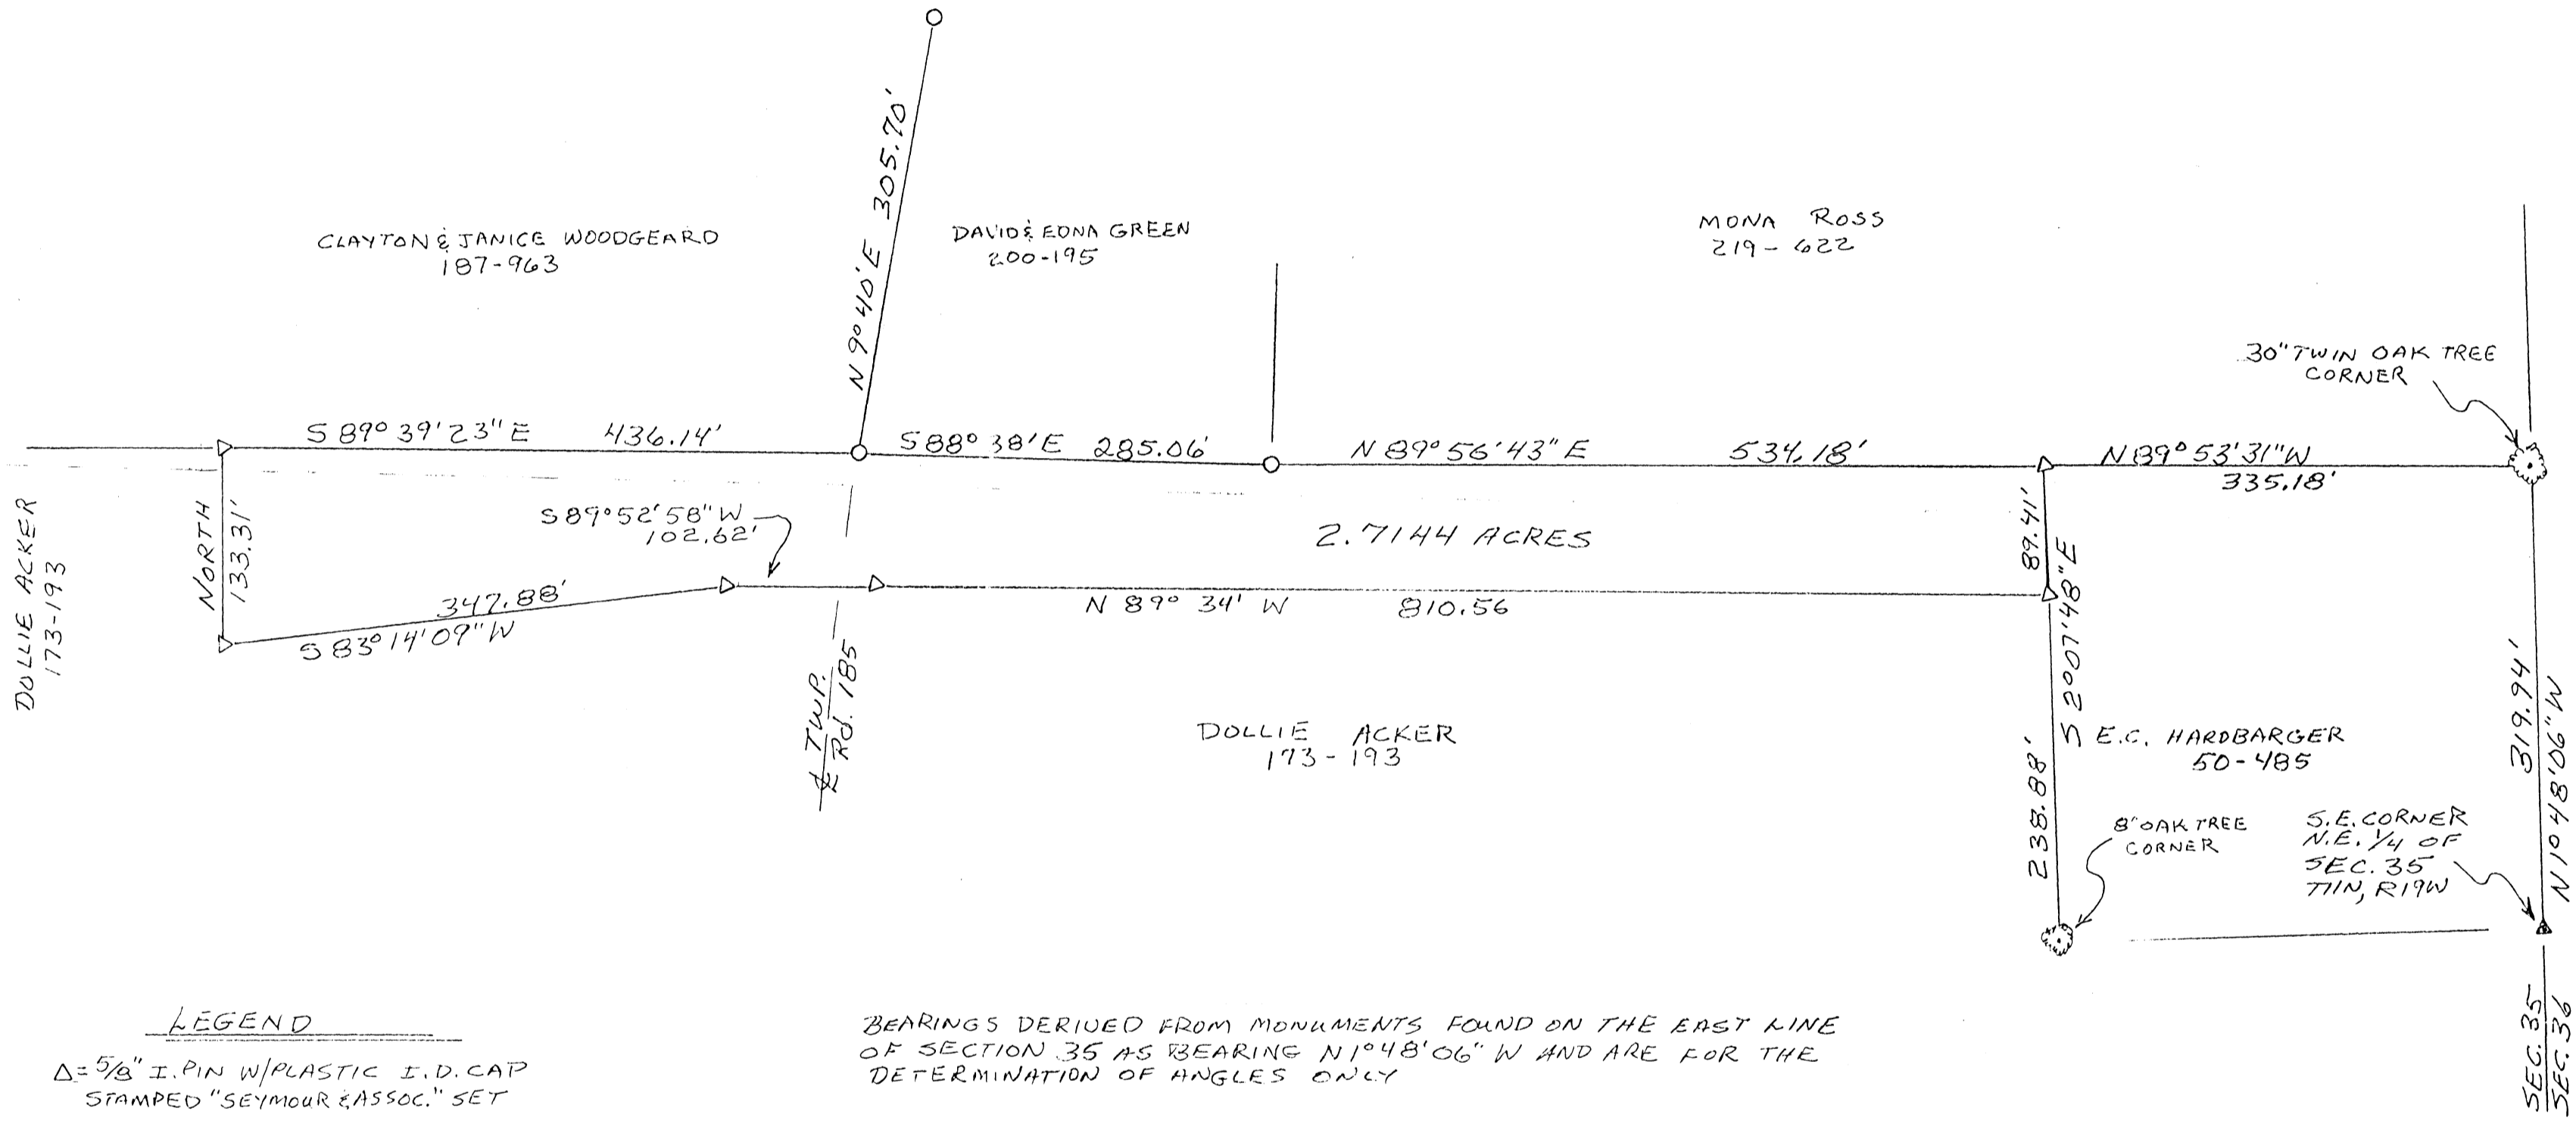 N 9° 40' E 305.70'
CLAYTON & JANICE WOODGEARD
187-963
DAVID & EDNA GREEN
200-195
MONA ROSS
219-622
30" TWIN OAK TREE
CORNER
S 89° 39' 23" E 436.14'
S 88° 38' E 285.06'
N 89° 56' 43" E 534.18'
N 89° 53' 31" W
335.18'
DOLLIE ACKER
173-193
NORTH
133.31'
S 89° 52' 58" W
102.62'
2.7144 ACRES
89.41'
S 2° 07' 48" E
347.88'
S 83° 14' 09" W
N 89° 34' W 810.56
℄ TWP.
Rd. 185
DOLLIE ACKER
173-193
238.88'
E.C. HARDBARGER
50-485
319.94'
N 1° 48' 06" W
8" OAK TREE
CORNER
S.E. CORNER
N.E. 1/4 OF
SEC. 35
T11N, R19W
SEC. 35
SEC. 36
LEGEND
Δ = 5/8" I. PIN W/PLASTIC I.D. CAP
STAMPED "SEYMOUR & ASSOC." SET
BEARINGS DERIVED FROM MONUMENTS FOUND ON THE EAST LINE
OF SECTION 35 AS BEARING N 1° 48' 06" W AND ARE FOR THE
DETERMINATION OF ANGLES ONLY